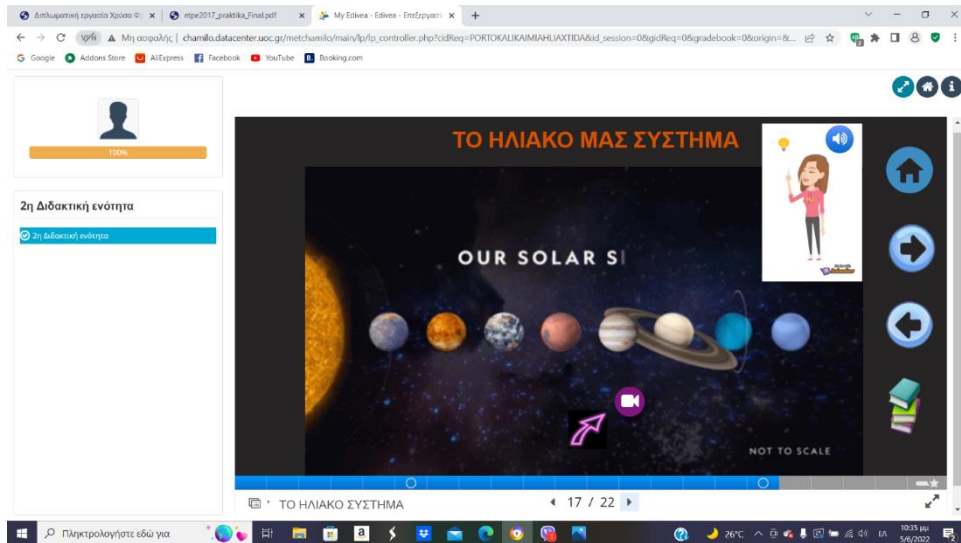 Διπλωματική εργασία Χρύσα Φρ
etpe2017_praktika_Final.pdf
My Edivea - Edivea - Επεξεργασί
Μη ασφαλής
chamilo.datacenter.uoc.gr/metchamilo/main/lp/lp_controller.php?cidReq=PORTOKALIKAIMIAHLIAXTIDA&id_session=0&gidReq=0&gradebook=0&origin=&...
Google Addons Store AliExpress Facebook YouTube Booking.com
100%
2η Διδακτική ενότητα
2η Διδακτική ενότητα
ΤΟ ΗΛΙΑΚΟ ΜΑΣ ΣΥΣΤΗΜΑ
OUR SOLAR S
NOT TO SCALE
ΤΟ ΗΛΙΑΚΟ ΣΥΣΤΗΜΑ
17 / 22
Πληκτρολογήστε εδώ για
26°C
ΕΛ
10:35 μμ
5/6/2022
2